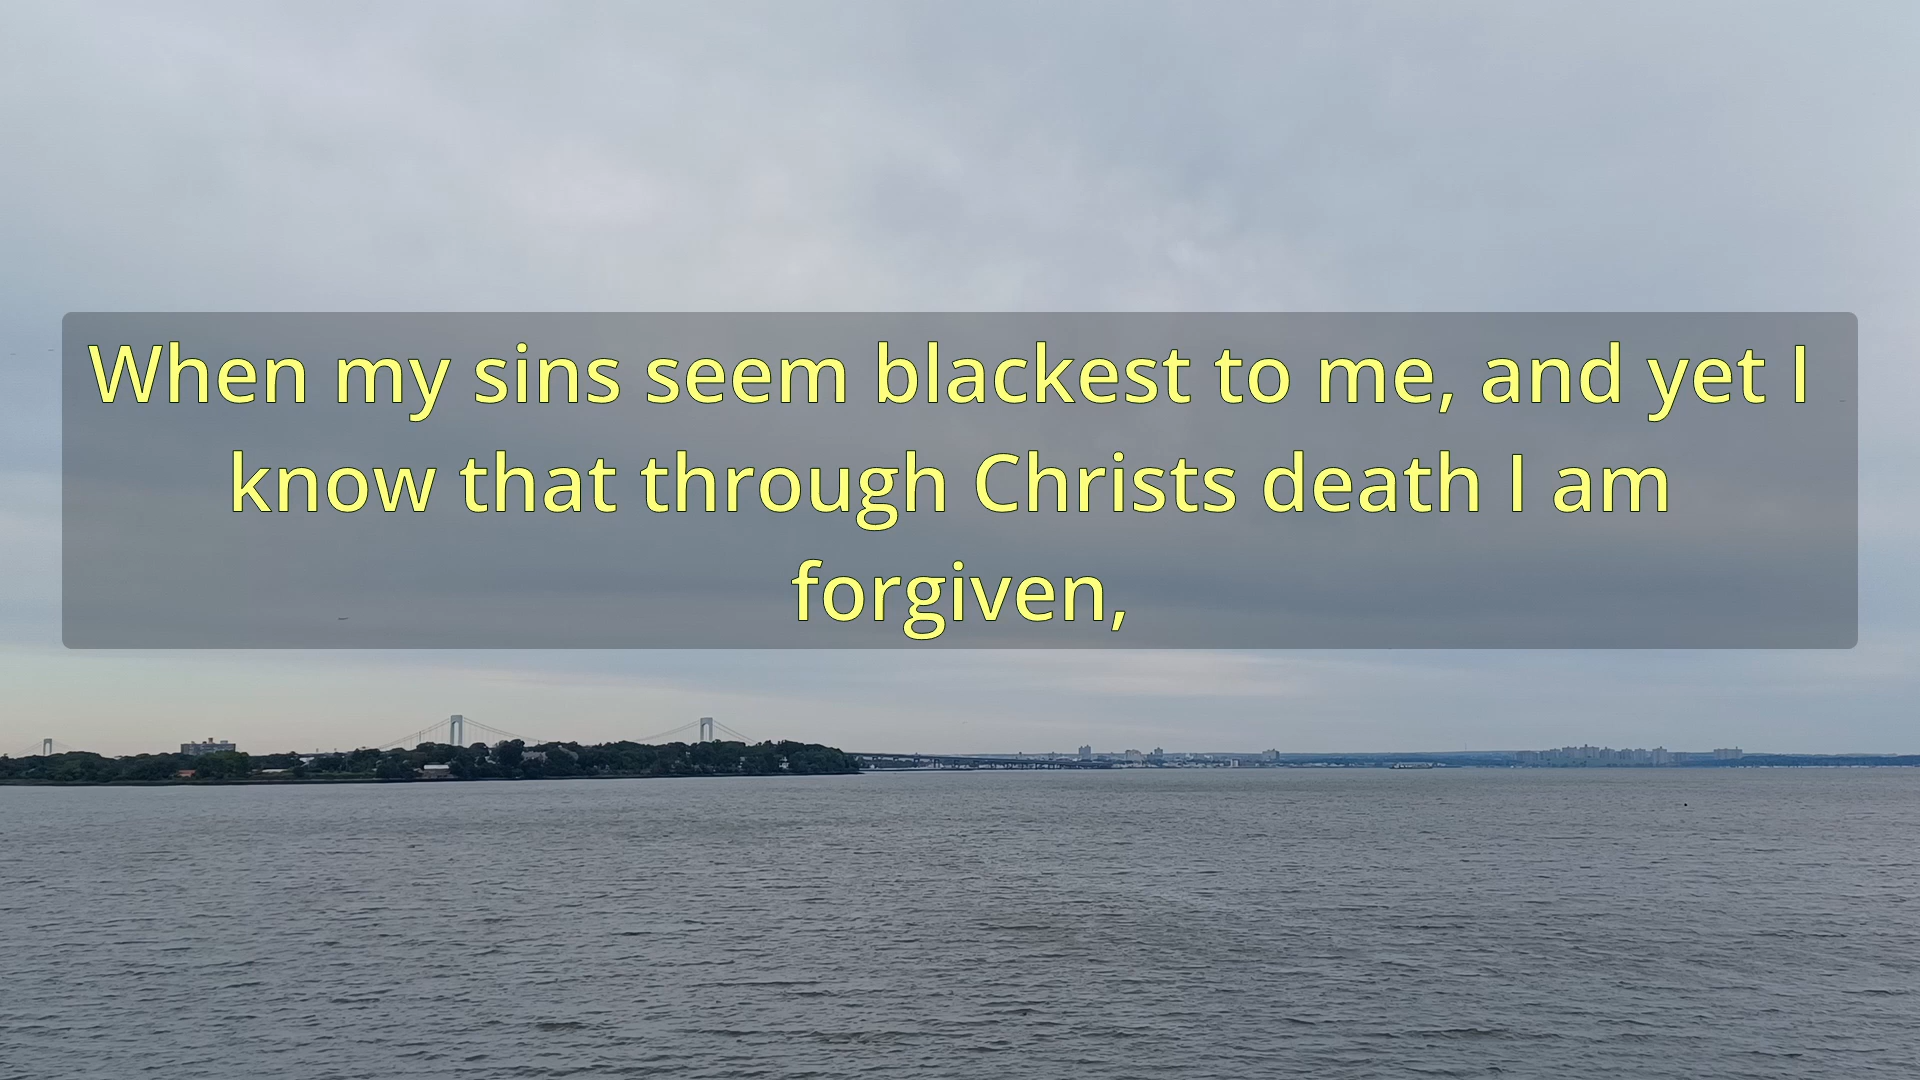 When my sins seem blackest to me, and yet I
know that through Christs death I am
forgiven,